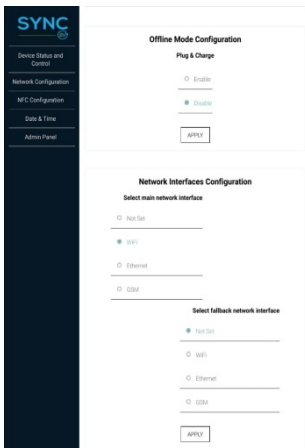 SYNC
EV
Device Status and
Control
Network Configuration
NFC Configuration
Date & Time
Admin Panel
Offline Mode Configuration
Plug & Charge
Enable
Disable
APPLY
Network Interfaces Configuration
Select main network interface
Not Set
WiFi
Ethernet
GSM
Select fallback network interface
Not Set
WiFi
Ethernet
GSM
APPLY